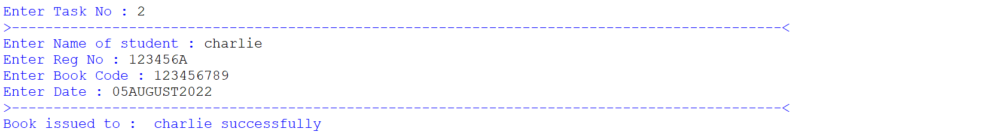 Enter Task No : 2
>--------------------------------------------------------------------------------------------<
Enter Name of student : charlie
Enter Reg No : 123456A
Enter Book Code : 123456789
Enter Date : 05AUGUST2022
>--------------------------------------------------------------------------------------------<
Book issued to :  charlie successfully